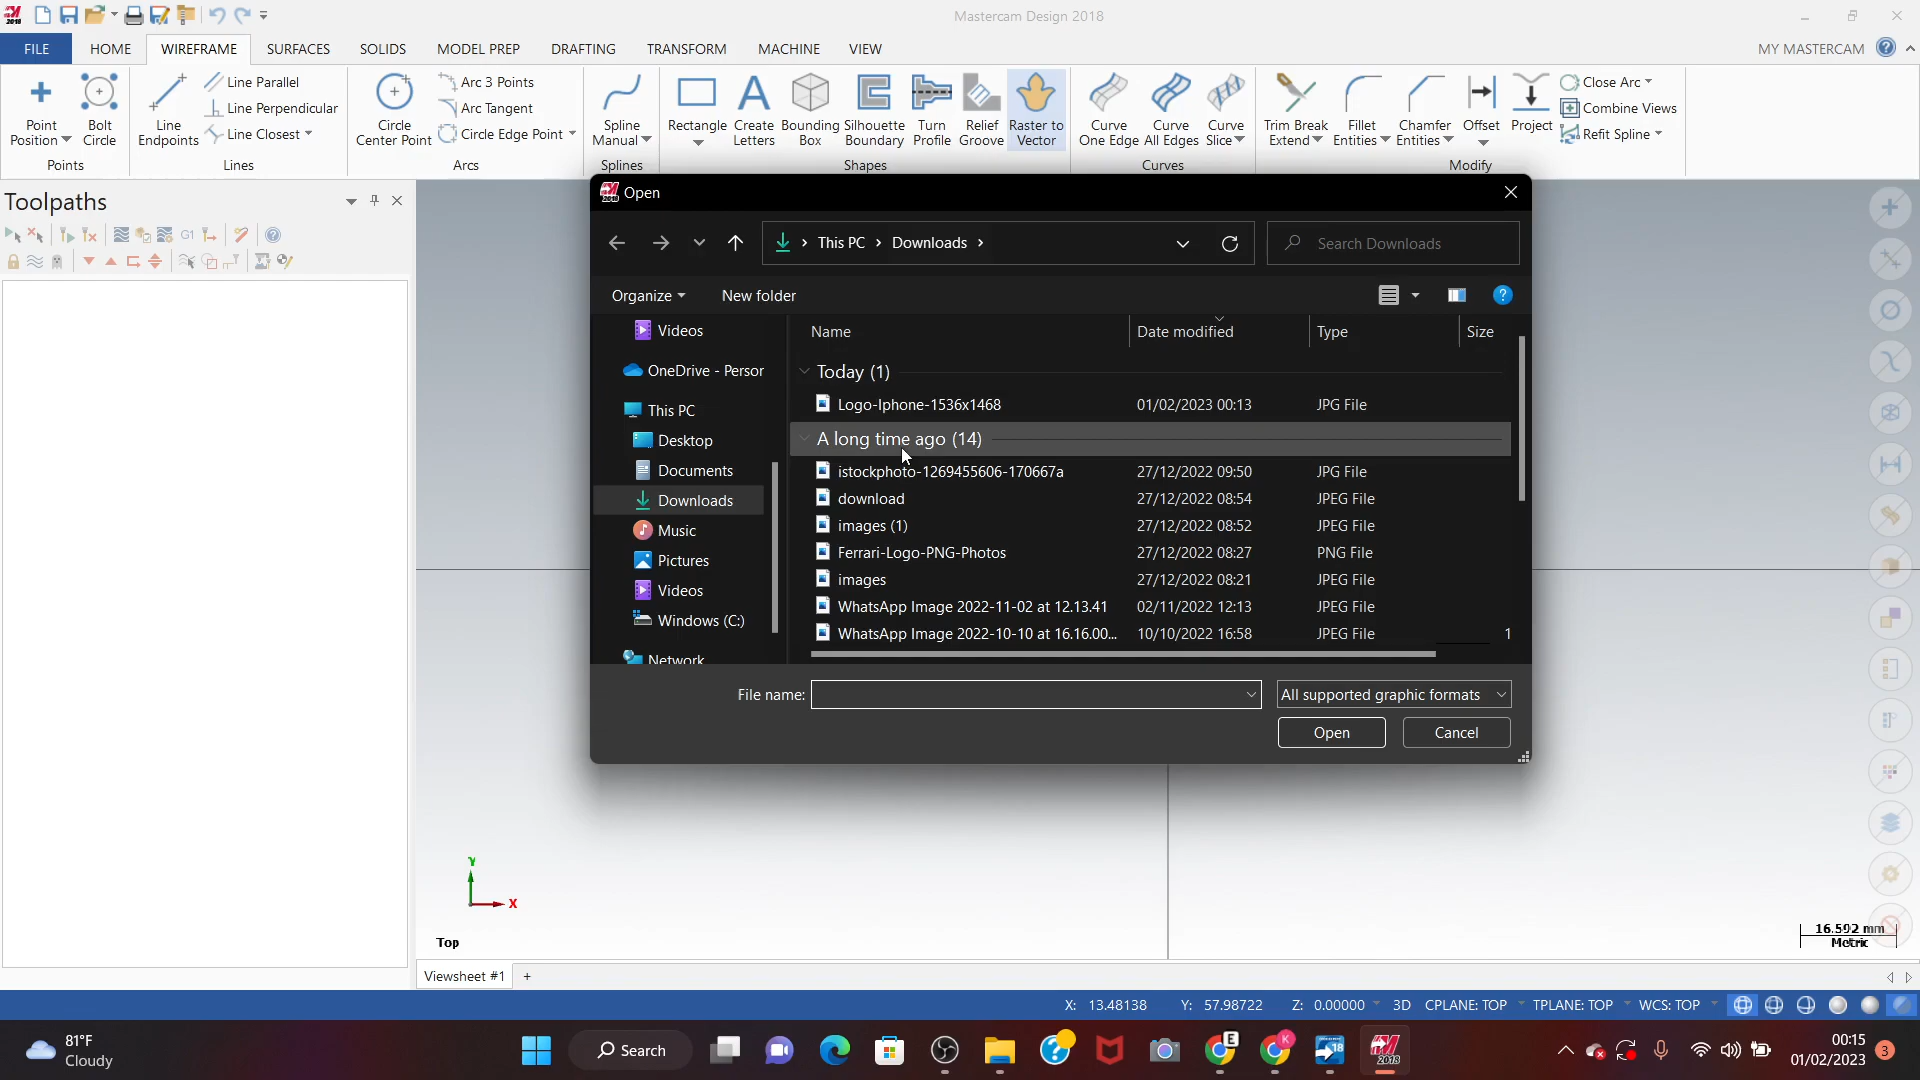 Mastercam Design 2018
FILE HOME WIREFRAME SURFACES SOLIDS MODEL PREP DRAFTING TRANSFORM MACHINE VIEW MY MASTERCAM
Point Position
Bolt Circle
Points
Line Endpoints
Line Parallel
Line Perpendicular
Line Closest
Lines
Circle Center Point
Arc 3 Points
Arc Tangent
Circle Edge Point
Arcs
Spline Manual
Splines
Rectangle
Create Letters
Bounding Box
Silhouette Boundary
Turn Profile
Relief Groove
Raster to Vector
Shapes
Curve One Edge
Curve All Edges
Curve Slice
Curves
Trim Break Extend
Fillet Entities
Chamfer Entities
Offset
Project
Close Arc
Combine Views
Refit Spline
Modify
Toolpaths
G1
Open
This PC > Downloads >
Search Downloads
Organize
New folder
Videos
OneDrive - Person
This PC
Desktop
Documents
Downloads
Music
Pictures
Videos
Windows (C:)
Network
Name Date modified Type Size
Today (1)
Logo-Iphone-1536x1468 01/02/2023 00:13 JPG File
A long time ago (14)
istockphoto-1269455606-170667a 27/12/2022 09:50 JPG File
download 27/12/2022 08:54 JPEG File
images (1) 27/12/2022 08:52 JPEG File
Ferrari-Logo-PNG-Photos 27/12/2022 08:27 PNG File
images 27/12/2022 08:21 JPEG File
WhatsApp Image 2022-11-02 at 12.13.41 02/11/2022 12:13 JPEG File
WhatsApp Image 2022-10-10 at 16.16.00... 10/10/2022 16:58 JPEG File 1
File name:
All supported graphic formats
Open
Cancel
Y
X
Top
16.592 mm
Metric
Viewsheet #1 +
X: 13.48138 Y: 57.98722 Z: 0.00000 3D CPLANE: TOP TPLANE: TOP WCS: TOP
81°F
Cloudy
Search
00:15
01/02/2023
3